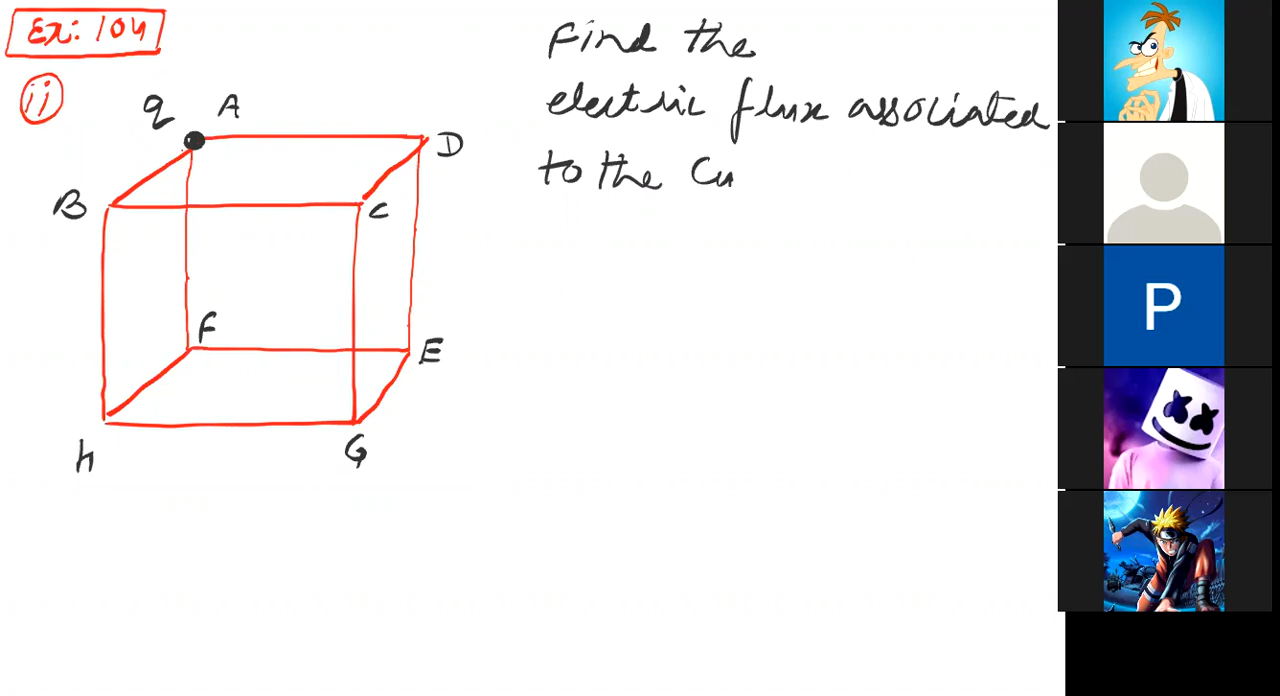 Ex: 104
ii
q A
D
B
C
F
E
H
G
Find the
electric flux associated
to the Cu
P